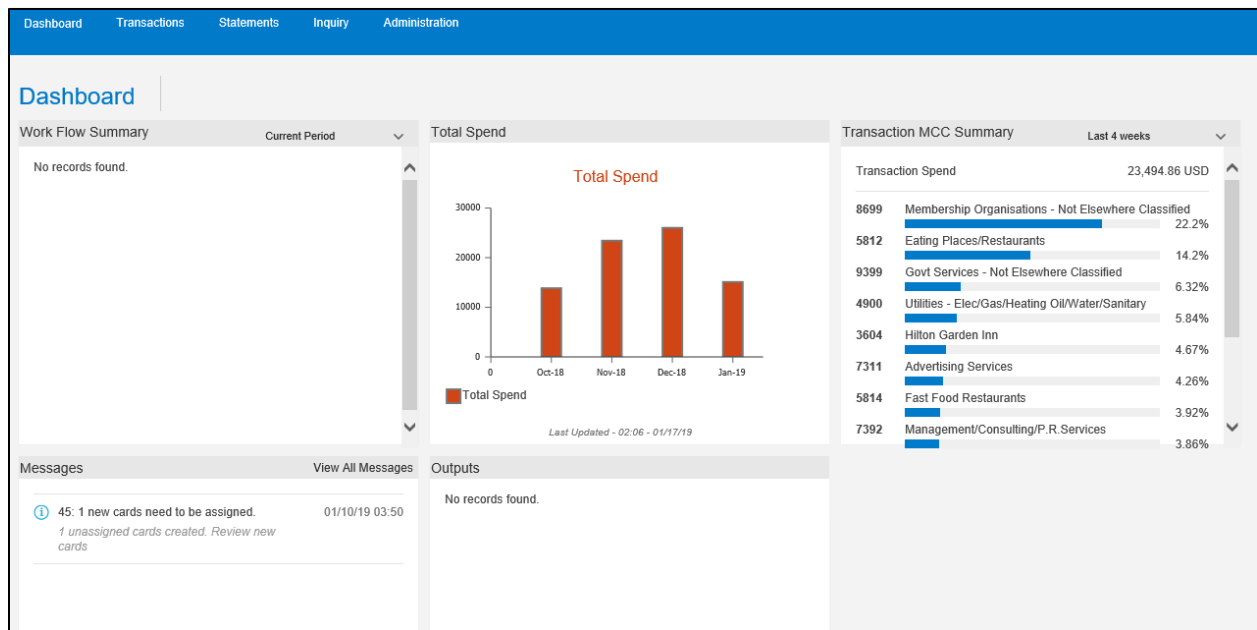 Dashboard Transactions Statements Inquiry Administration
Dashboard
Work Flow Summary Current Period
No records found.
Total Spend
Total Spend
30000
20000
10000
0
0 Oct-18 Nov-18 Dec-18 Jan-19
Total Spend
Last Updated - 02:06 - 01/17/19
Transaction MCC Summary Last 4 weeks
Transaction Spend 23,494.86 USD
8699 Membership Organisations - Not Elsewhere Classified
22.2%
5812 Eating Places/Restaurants
14.2%
9399 Govt Services - Not Elsewhere Classified
6.32%
4900 Utilities - Elec/Gas/Heating Oil/Water/Sanitary
5.84%
3604 Hilton Garden Inn
4.67%
7311 Advertising Services
4.26%
5814 Fast Food Restaurants
3.92%
7392 Management/Consulting/P.R.Services
3.86%
Messages View All Messages
45: 1 new cards need to be assigned. 01/10/19 03:50
1 unassigned cards created. Review new
cards
Outputs
No records found.